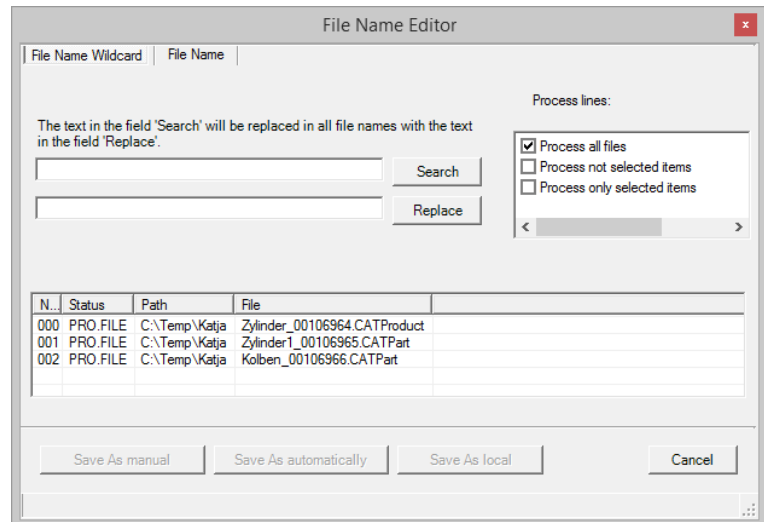 File Name Editor
x
File Name Wildcard File Name
Process lines:
The text in the field 'Search' will be replaced in all file names with the text
in the field 'Replace'.
Search
Replace
Process all files
Process not selected items
Process only selected items
N... Status Path File
000 PRO.FILE C:\Temp\Katja Zylinder_00106964.CATProduct
001 PRO.FILE C:\Temp\Katja Zylinder1_00106965.CATPart
002 PRO.FILE C:\Temp\Katja Kolben_00106966.CATPart
Save As manual Save As automatically Save As local Cancel